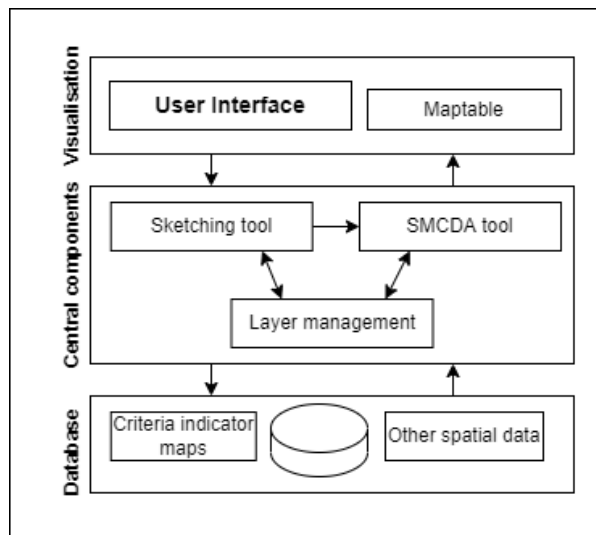 Visualisation
User Interface
Maptable
Central components
Sketching tool
SMCDA tool
Layer management
Database
Criteria indicator
maps
Other spatial data